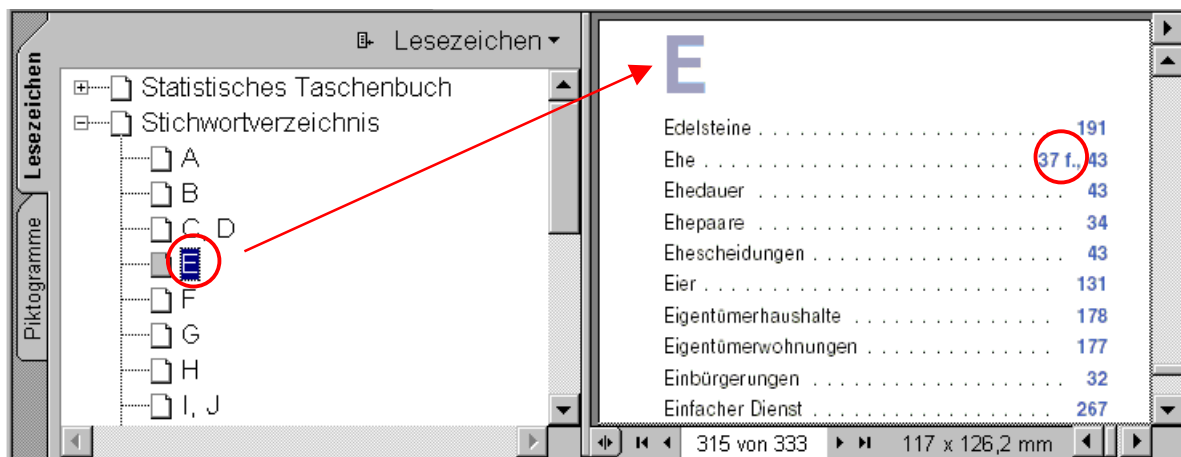 Lesezeichen
Piktogramme
Lesezeichen
Statistisches Taschenbuch
Stichwortverzeichnis
A
B
C, D
E
F
G
H
I, J
E
Edelsteine . . . . . . . . . . . . . . . . . . . . . . . . 191
Ehe . . . . . . . . . . . . . . . . . . . . . . . . . . . 37 f., 43
Ehedauer . . . . . . . . . . . . . . . . . . . . . . . . 43
Ehepaare . . . . . . . . . . . . . . . . . . . . . . . . 34
Ehescheidungen . . . . . . . . . . . . . . . . . . . . 43
Eier . . . . . . . . . . . . . . . . . . . . . . . . . . . 131
Eigentümerhaushalte . . . . . . . . . . . . . . . . 178
Eigentümerwohnungen . . . . . . . . . . . . . . 177
Einbürgerungen . . . . . . . . . . . . . . . . . . . 32
Einfacher Dienst . . . . . . . . . . . . . . . . . . . 267
315 von 333 117 x 126,2 mm